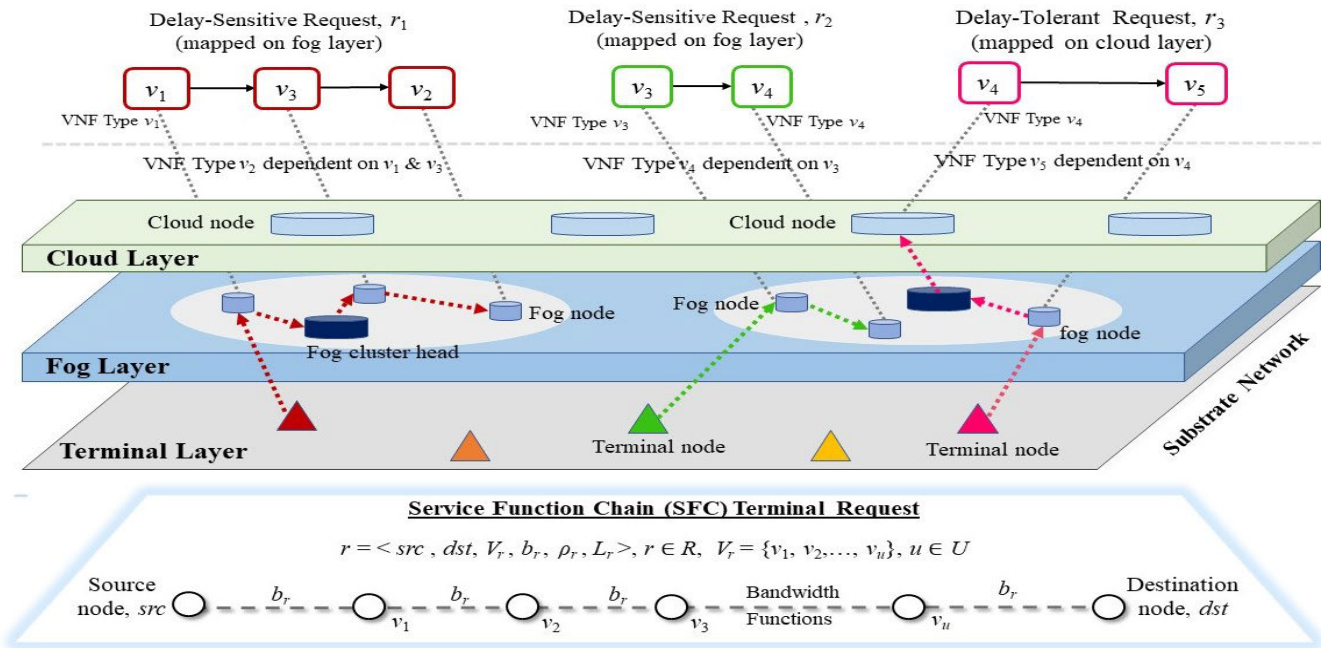 Delay-Sensitive Request, r₁
(mapped on fog layer)
Delay-Sensitive Request , r₂
(mapped on fog layer)
Delay-Tolerant Request, r₃
(mapped on cloud layer)
v₁
v₃
v₂
v₃
v₄
v₄
v₅
VNF Type v₁
VNF Type v₃
VNF Type v₄
VNF Type v₄
VNF Type v₂ dependent on v₁ & v₃
VNF Type v₄ dependent on v₃
VNF Type v₅ dependent on v₄
Cloud node
Cloud node
Cloud Layer
Fog node
Fog node
fog node
Fog cluster head
Fog Layer
Substrate Network
Terminal node
Terminal node
Terminal Layer
Service Function Chain (SFC) Terminal Request
r = < src , dst, Vᵣ, bᵣ, ρᵣ, Lᵣ>, r ∈ R, Vᵣ = {v₁, v₂,…, vᵤ}, u ∈ U
Source
node, src
bᵣ
bᵣ
bᵣ
Bandwidth
Functions
bᵣ
Destination
node, dst
v₁
v₂
v₃
vᵤ